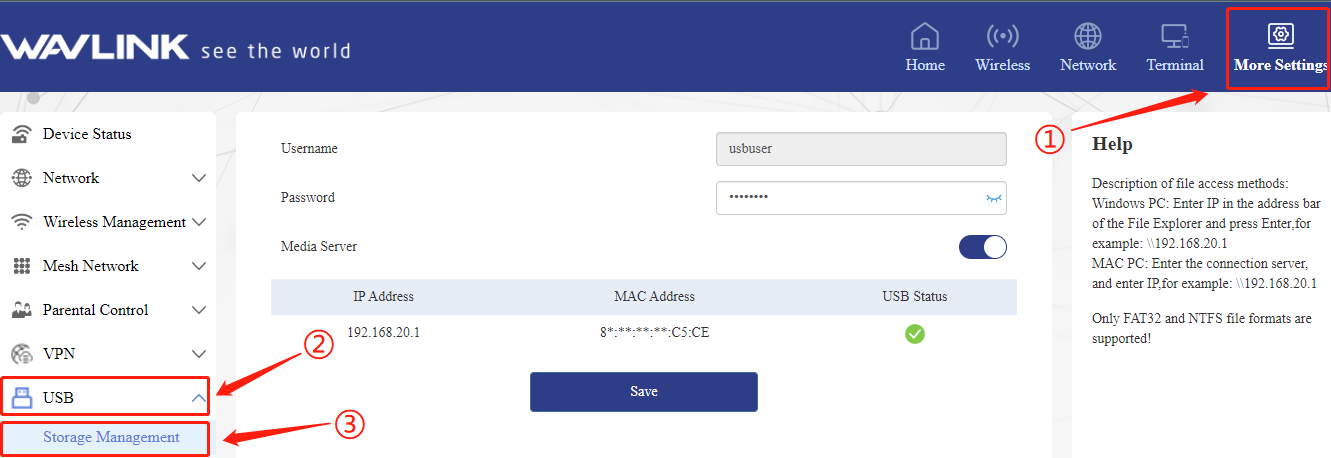 WAVLINK see the world
Home
Wireless
Network
Terminal
More Settings
①
Device Status
Network
Wireless Management
Mesh Network
Parental Control
VPN
②
USB
Storage Management
③
Username
usbuser
Password
••••••••
Media Server
IP Address MAC Address USB Status
192.168.20.1 8*:**:**:**:C5:CE
Save
Help
Description of file access methods:
Windows PC: Enter IP in the address bar
of the File Explorer and press Enter,for
example: \\192.168.20.1
MAC PC: Enter the connection server,
and enter IP,for example: \\192.168.20.1
Only FAT32 and NTFS file formats are
supported!